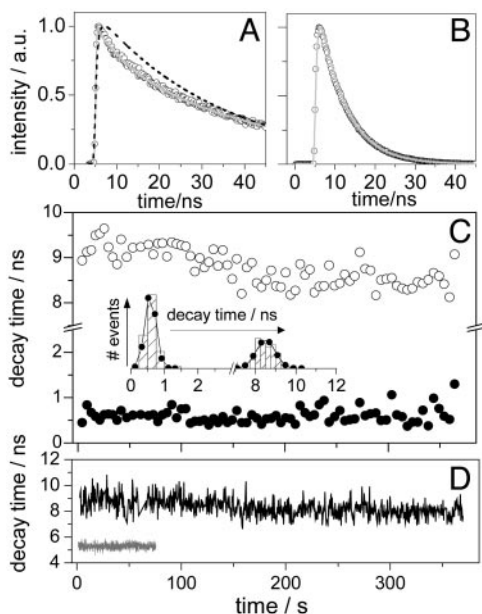 A
B
intensity / a.u.
1.0
0.5
0.0
0 10 20 30 40
time/ns
0 10 20 30 40
time/ns
C
decay time / ns
10
9
8
2
1
0
# events
decay time / ns
0 1 2 8 10 12
D
decay time / ns
12
10
8
6
4
0 100 200 300
time / s